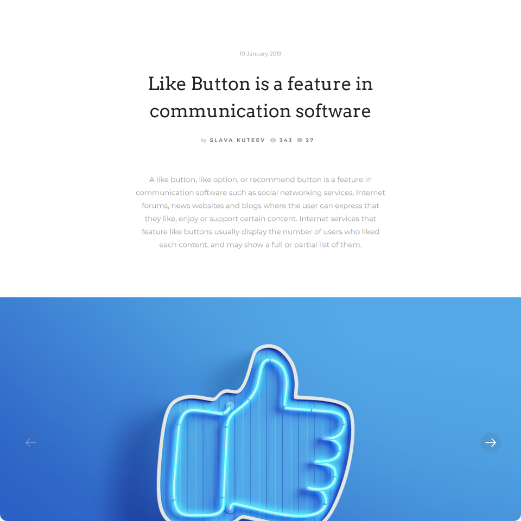 10 January 2019
Like Button is a feature in
communication software
by SLAVA KUTEEV 343 27
A like button, like option, or recommend button is a feature in
communication software such as social networking services, Internet
forums, news websites and blogs where the user can express that
they like, enjoy or support certain content. Internet services that
feature like buttons usually display the number of users who liked
each content, and may show a full or partial list of them.